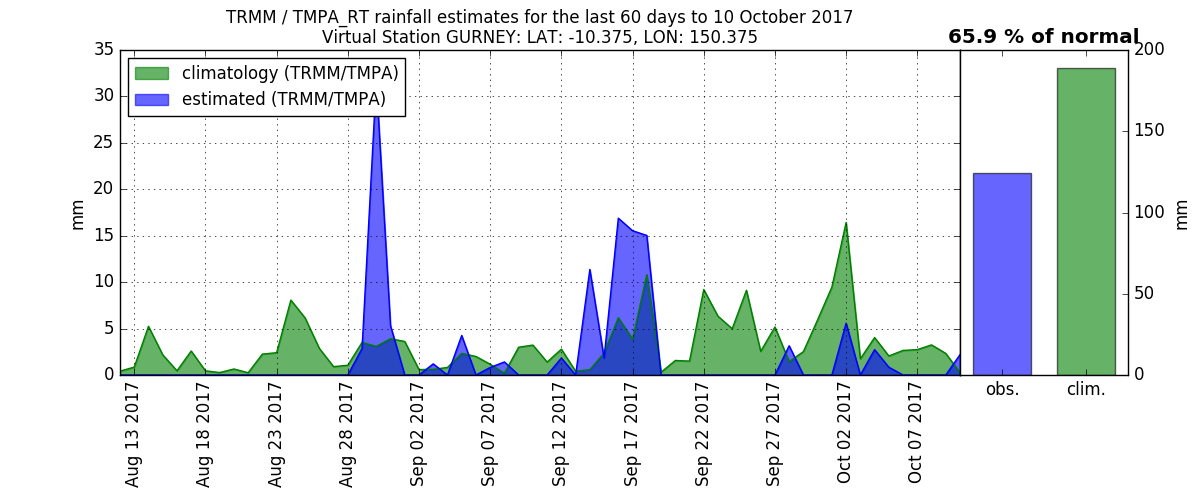 TRMM / TMPA_RT rainfall estimates for the last 60 days to 10 October 2017
Virtual Station GURNEY: LAT: -10.375, LON: 150.375
65.9 % of normal
climatology (TRMM/TMPA)
estimated (TRMM/TMPA)
35
30
25
20
15
10
5
0
mm
Aug 13 2017
Aug 18 2017
Aug 23 2017
Aug 28 2017
Sep 02 2017
Sep 07 2017
Sep 12 2017
Sep 17 2017
Sep 22 2017
Sep 27 2017
Oct 02 2017
Oct 07 2017
obs.
clim.
200
150
100
50
0
mm